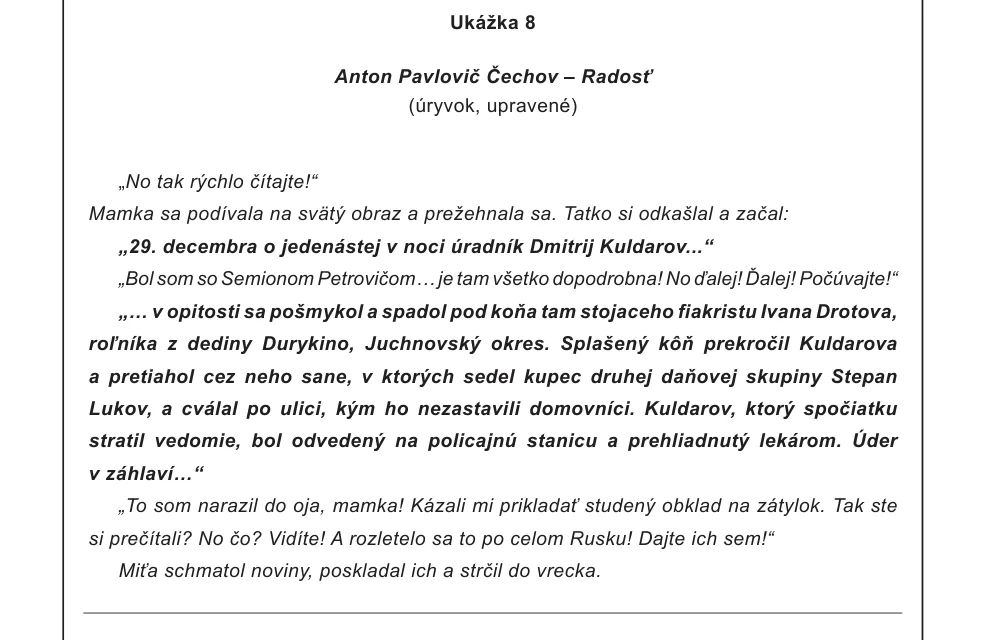 Ukážka 8
Anton Pavlovič Čechov – Radosť
(úryvok, upravené)
„No tak rýchlo čítajte!“
Mamka sa podívala na svätý obraz a prežehnala sa. Tatko si odkašlal a začal:
„29. decembra o jedenástej v noci úradník Dmitrij Kuldarov...“
„Bol som so Semionom Petrovičom…je tam všetko dopodrobna! No ďalej! Ďalej! Počúvajte!“
„… v opitosti sa pošmykol a spadol pod koňa tam stojaceho fiakristu Ivana Drotova,
roľníka z dediny Durykino, Juchnovský okres. Splašený kôň prekročil Kuldarova
a pretiahol cez neho sane, v ktorých sedel kupec druhej daňovej skupiny Stepan
Lukov, a cválal po ulici, kým ho nezastavili domovníci. Kuldarov, ktorý spočiatku
stratil vedomie, bol odvedený na policajnú stanicu a prehliadnutý lekárom. Úder
v záhlaví…“
„To som narazil do oja, mamka! Kázali mi prikladať studený obklad na zátylok. Tak ste
si prečítali? No čo? Vidíte! A rozletelo sa to po celom Rusku! Dajte ich sem!“
Miťa schmatol noviny, poskladal ich a strčil do vrecka.